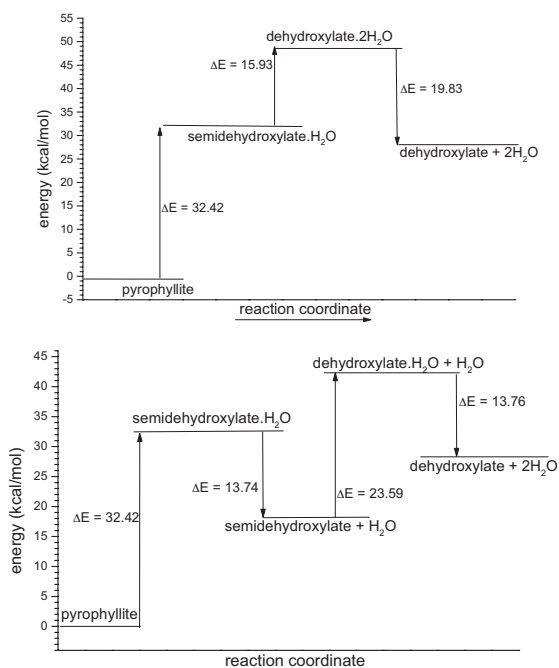 55
50
45
40
35
30
25
20
15
10
5
0
-5
energy (kcal/mol)
dehydroxylate.2H₂O
ΔE = 15.93
ΔE = 19.83
semidehydroxylate.H₂O
dehydroxylate + 2H₂O
ΔE = 32.42
pyrophyllite
reaction coordinate
45
40
35
30
25
20
15
10
5
0
energy (kcal/mol)
dehydroxylate.H₂O + H₂O
semidehydroxylate.H₂O
ΔE = 13.76
dehydroxylate + 2H₂O
ΔE = 13.74
ΔE = 23.59
ΔE = 32.42
semidehydroxylate + H₂O
pyrophyllite
reaction coordinate